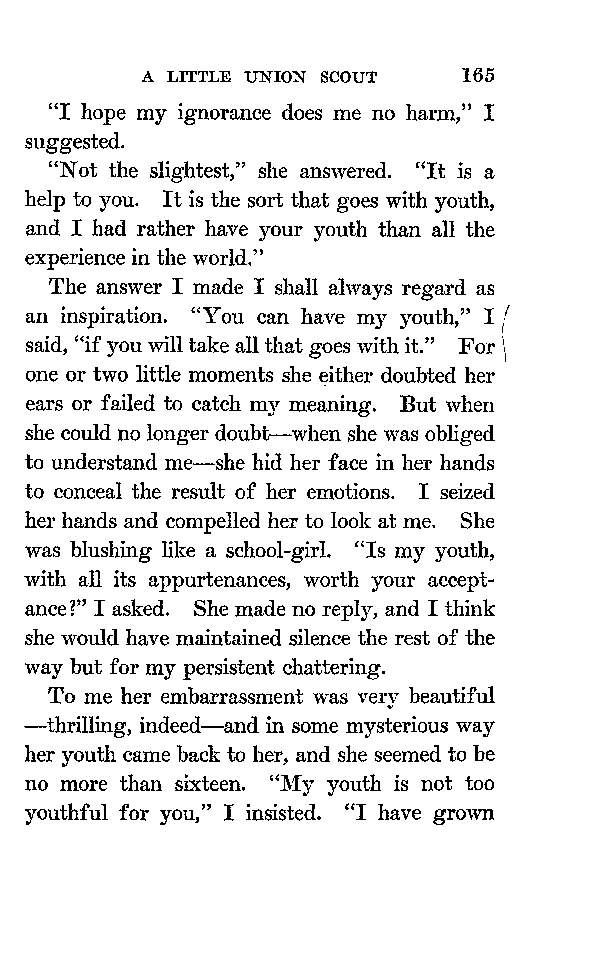 A LITTLE UNION SCOUT 165
“I hope my ignorance does me no harm,” I
suggested.
“Not the slightest,” she answered. “It is a
help to you. It is the sort that goes with youth,
and I had rather have your youth than all the
experience in the world.”
The answer I made I shall always regard as
an inspiration. “You can have my youth,” I
said, “if you will take all that goes with it.” For
one or two little moments she either doubted her
ears or failed to catch my meaning. But when
she could no longer doubt—when she was obliged
to understand me—she hid her face in her hands
to conceal the result of her emotions. I seized
her hands and compelled her to look at me. She
was blushing like a school-girl. “Is my youth,
with all its appurtenances, worth your accept-
ance?” I asked. She made no reply, and I think
she would have maintained silence the rest of the
way but for my persistent chattering.
To me her embarrassment was very beautiful
—thrilling, indeed—and in some mysterious way
her youth came back to her, and she seemed to be
no more than sixteen. “My youth is not too
youthful for you,” I insisted. “I have grown